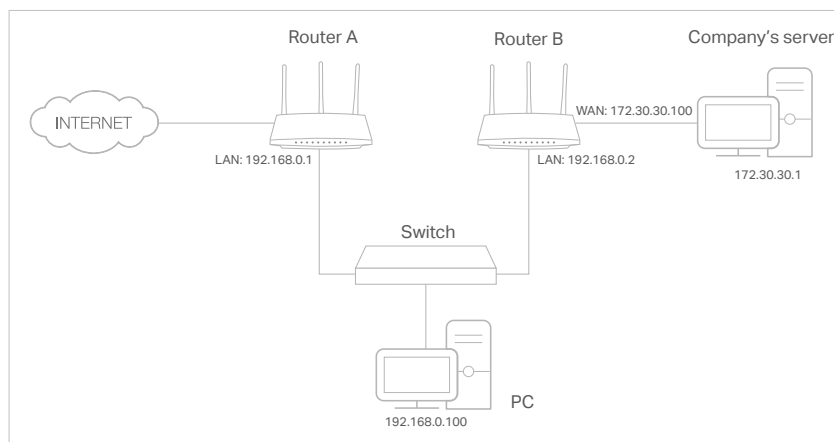 Router A
Router B
Company's server
INTERNET
WAN: 172.30.30.100
LAN: 192.168.0.1
LAN: 192.168.0.2
172.30.30.1
Switch
PC
192.168.0.100